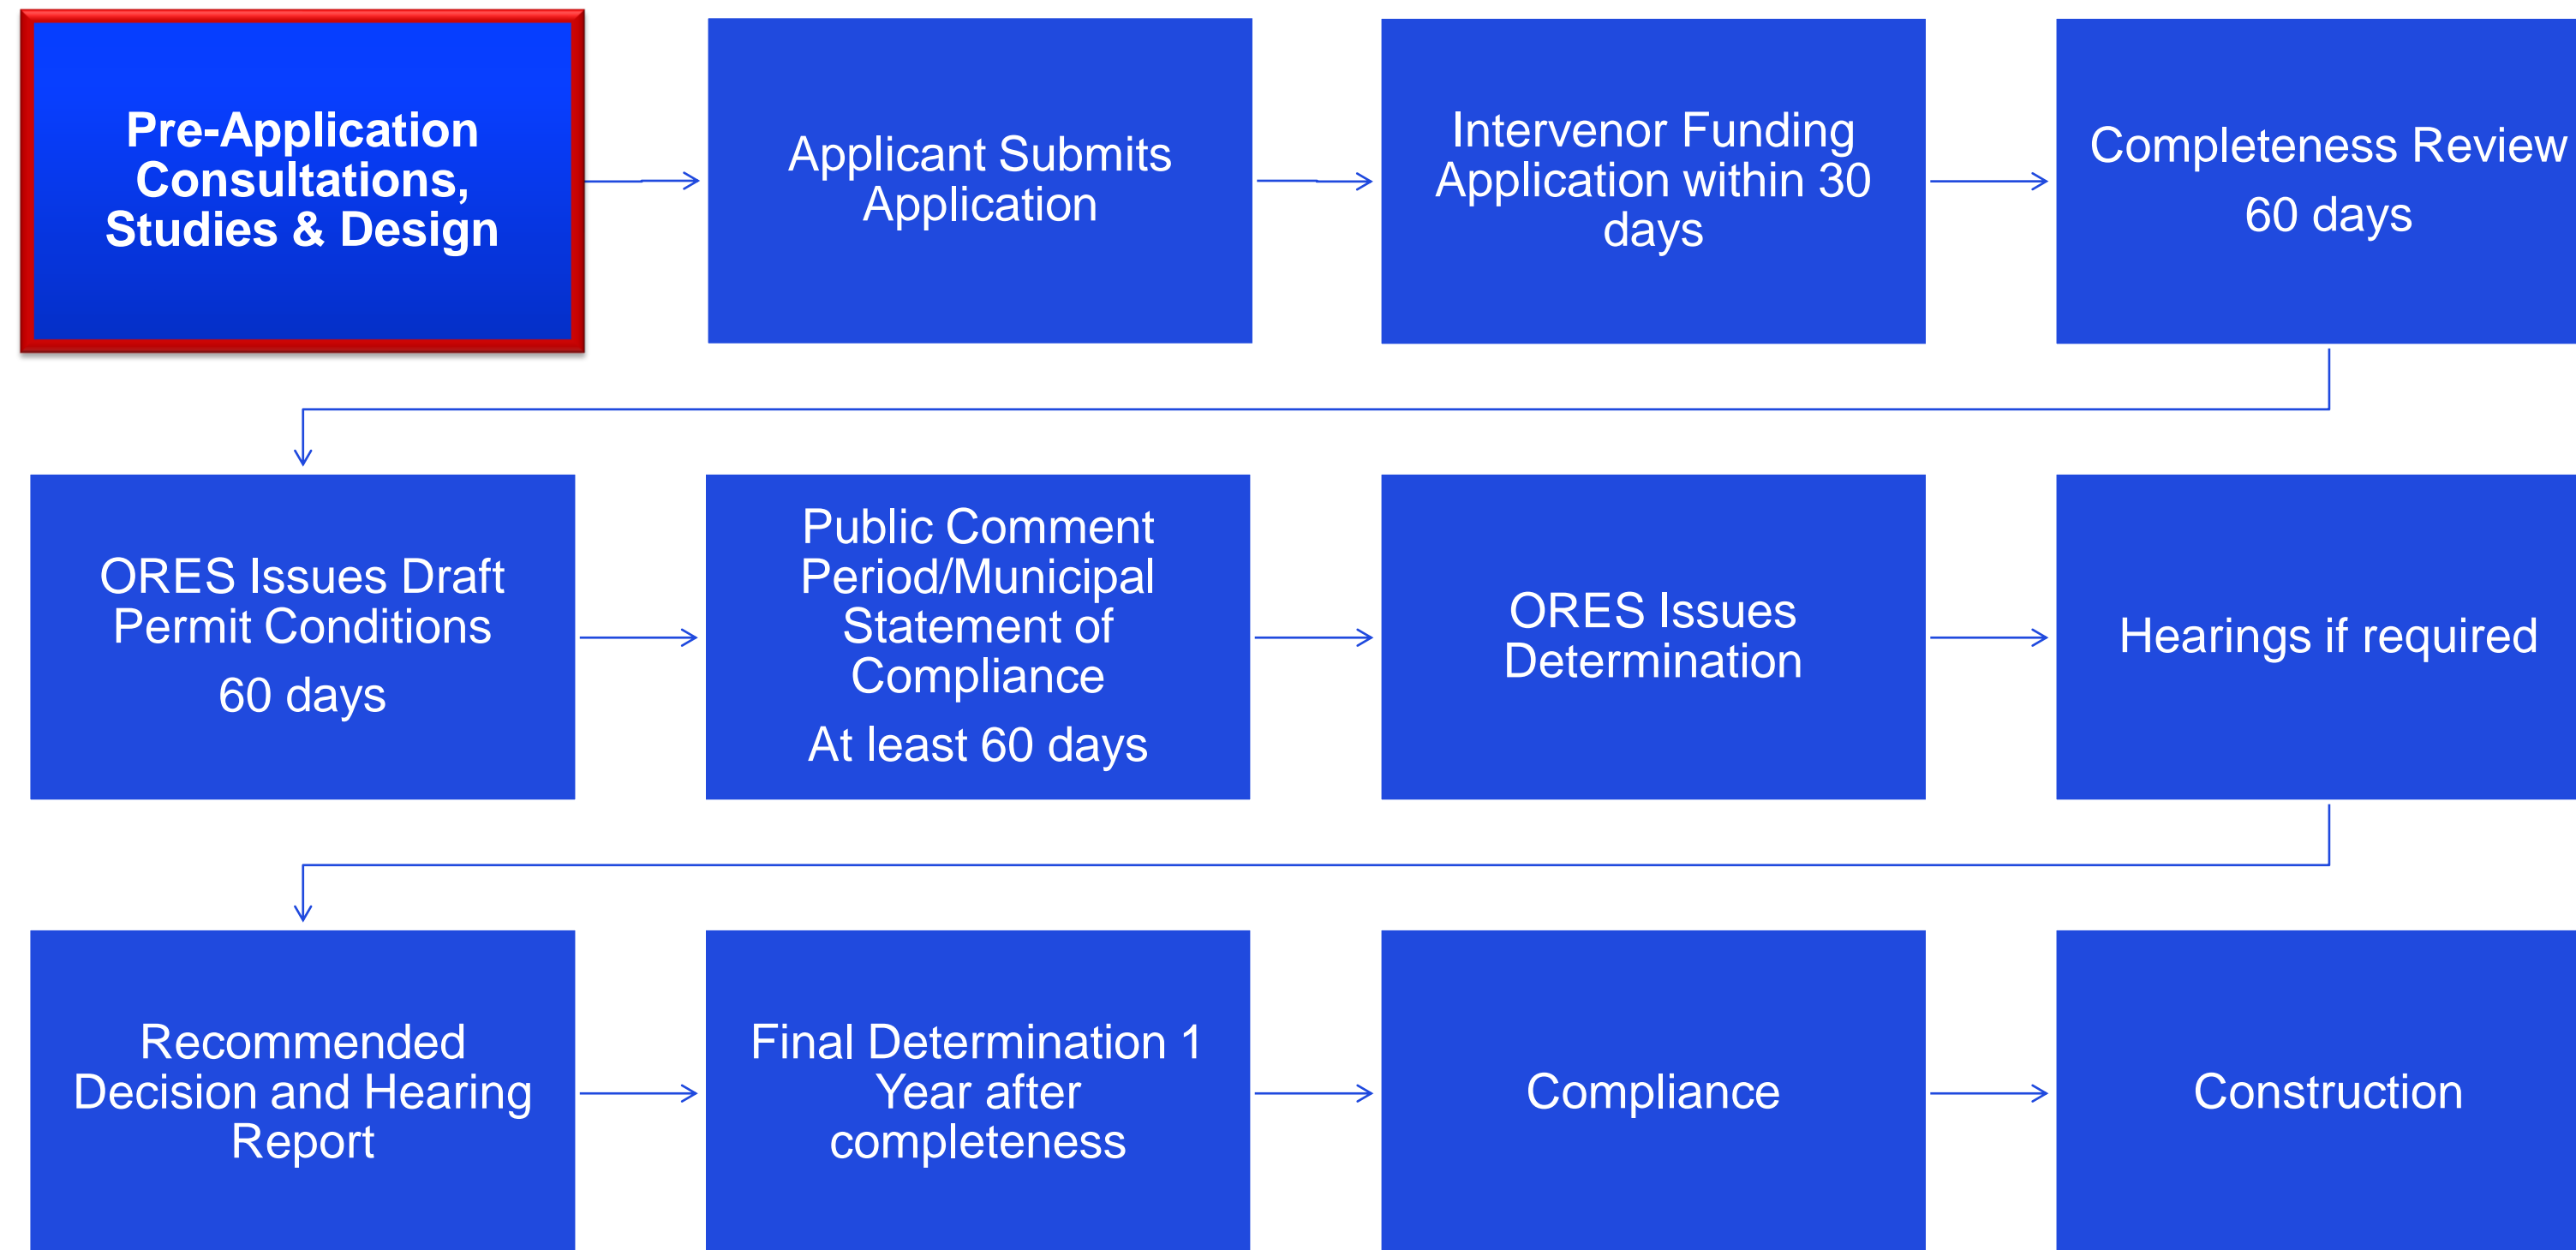 Pre-Application
Consultations,
Studies & Design
Applicant Submits
Application
Intervenor Funding
Application within 30
days
Completeness Review
60 days
ORES Issues Draft
Permit Conditions
60 days
Public Comment
Period/Municipal
Statement of
Compliance
At least 60 days
ORES Issues
Determination
Hearings if required
Recommended
Decision and Hearing
Report
Final Determination 1
Year after
completeness
Compliance
Construction